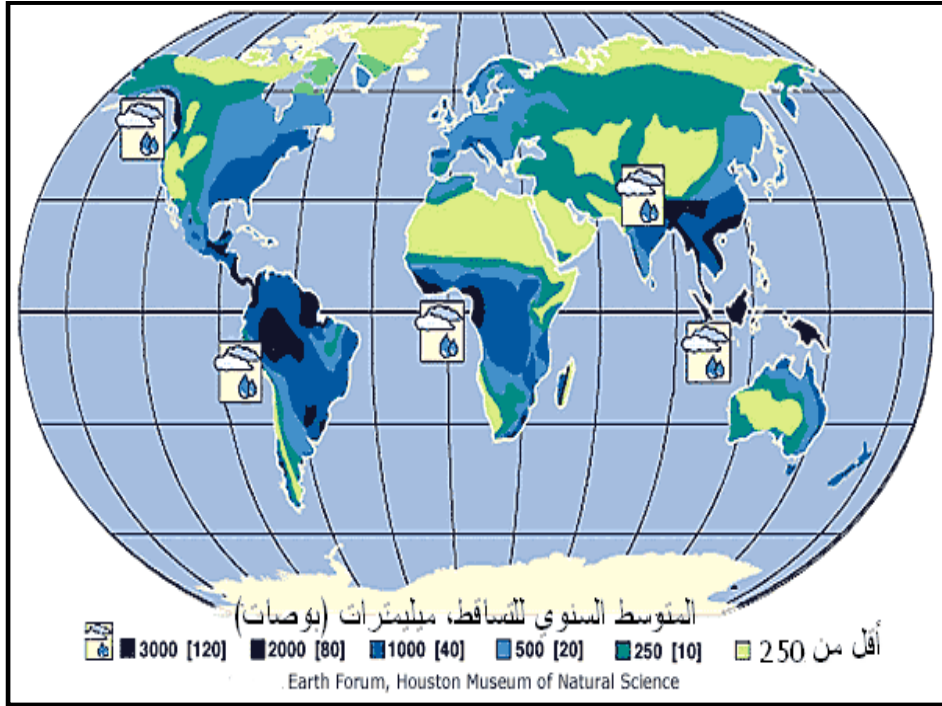 المتوسط السنوي للتساقط، ميليمترات (بوصات)
3000 [120] 2000 [80] 1000 [40] 500 [20] 250 [10] أقل من 250
Earth Forum, Houston Museum of Natural Science